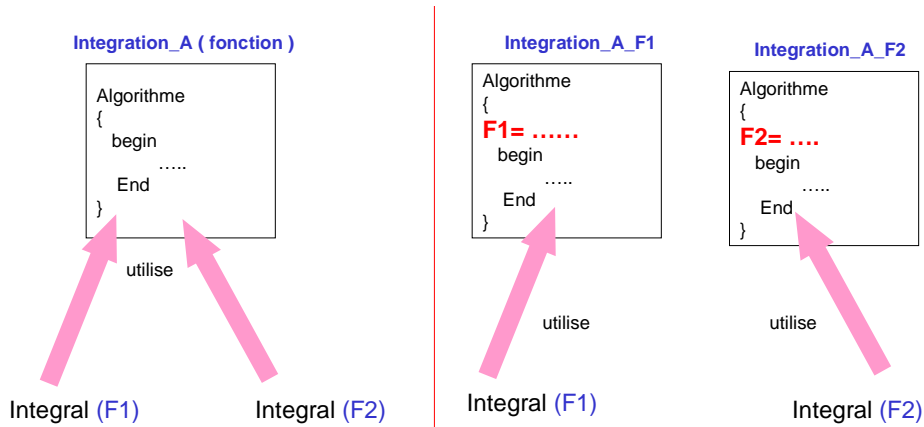 Integration_A ( fonction )
Algorithme
{
begin
…..
End
}
utilise
Integral (F1)
Integral (F2)
Integration_A_F1
Algorithme
{
F1= ……
begin
…..
End
}
utilise
Integral (F1)
Integration_A_F2
Algorithme
{
F2= ….
begin
…..
End
}
utilise
Integral (F2)